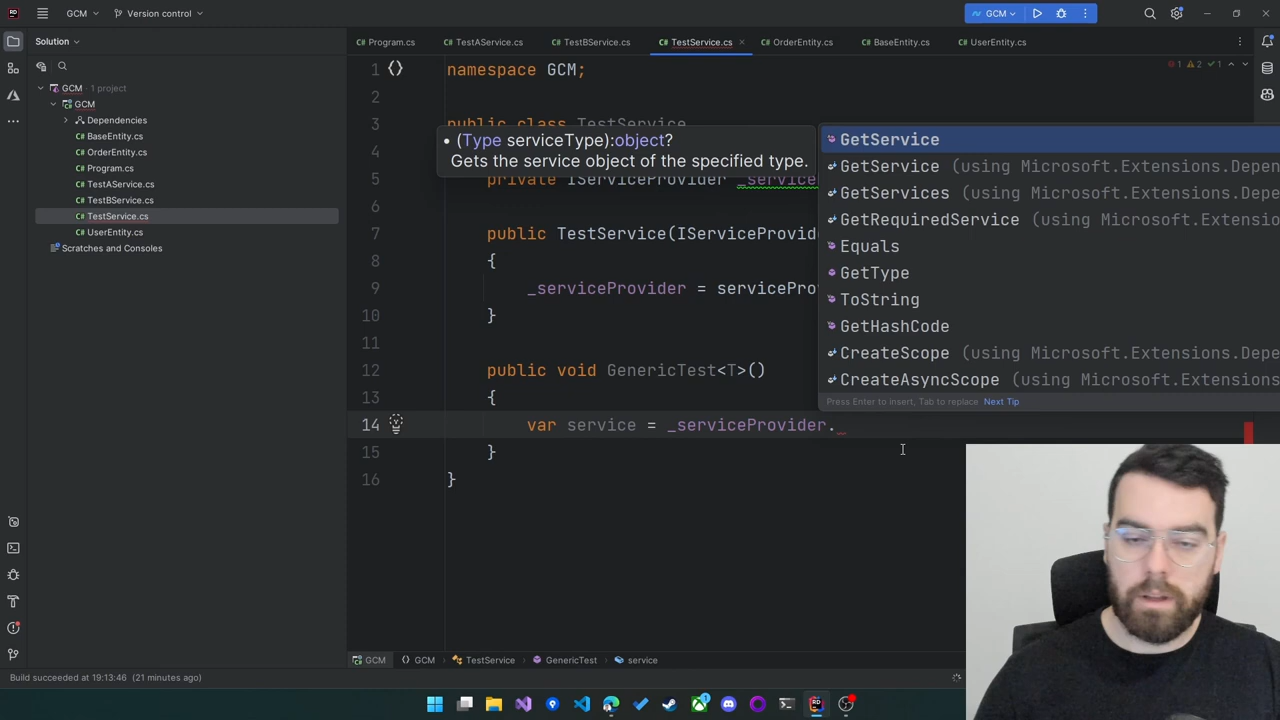 GCM
Version control
GCM
Solution
Program.cs
TestAService.cs
TestBService.cs
TestService.cs
OrderEntity.cs
BaseEntity.cs
UserEntity.cs
GCM 1 project
GCM
Dependencies
BaseEntity.cs
OrderEntity.cs
Program.cs
TestAService.cs
TestBService.cs
TestService.cs
UserEntity.cs
Scratches and Consoles
1 namespace GCM;
1 2 1
2
3 public class TestService
4
(Type serviceType):object?
Gets the service object of the specified type.
5 private IServiceProvider _service
6
7 public TestService(IServiceProvid
8 {
9 _serviceProvider = servicePro
10 }
11
12 public void GenericTest<T>()
13 {
14 var service = _serviceProvider.
15 }
16 }
GetService
GetService (using Microsoft.Extensions.Depen
GetServices (using Microsoft.Extensions.Depe
GetRequiredService (using Microsoft.Extensio
Equals
GetType
ToString
GetHashCode
CreateScope (using Microsoft.Extensions.Depe
CreateAsyncScope (using Microsoft.Extensions
Press Enter to insert, Tab to replace Next Tip
GCM
GCM
TestService
GenericTest
service
Build succeeded at 19:13:46 (21 minutes ago)